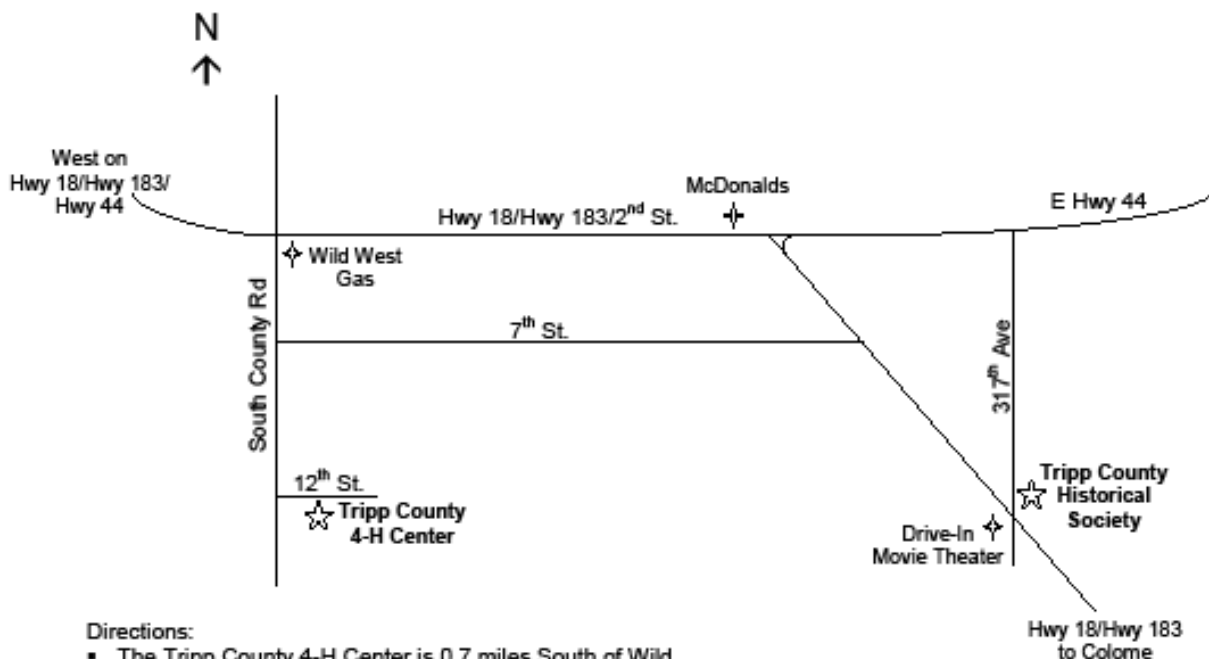 N
West on
Hwy 18/Hwy 183/
Hwy 44
McDonalds
E Hwy 44
Hwy 18/Hwy 183/2nd St.
Wild West
Gas
South County Rd
7th St.
317th Ave
12th St.
Tripp County
4-H Center
Tripp County
Historical
Society
Drive-In
Movie Theater
Hwy 18/Hwy 183
to Colome
Directions:
▪ The Tripp County 4-H Center is 0.7 miles South of Wild